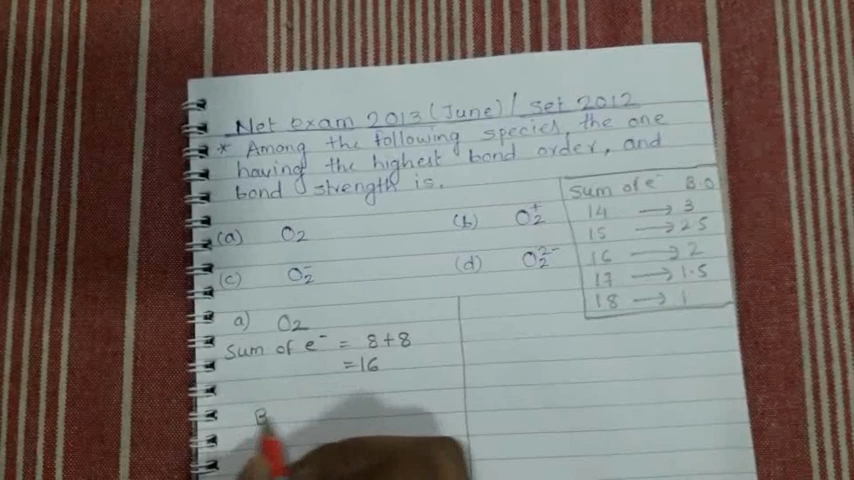 Net exam 2013 (June) / Set 2012
* Among the following species, the one
having the highest bond order, and
bond strength is.
(a) O₂ (b) O₂⁺
(c) O₂⁻ (d) O₂²⁻
Sum of e⁻ B.O
14 → 3
15 → 2.5
16 → 2
17 → 1.5
18 → 1
a) O₂
Sum of e⁻ = 8+8
=16
B